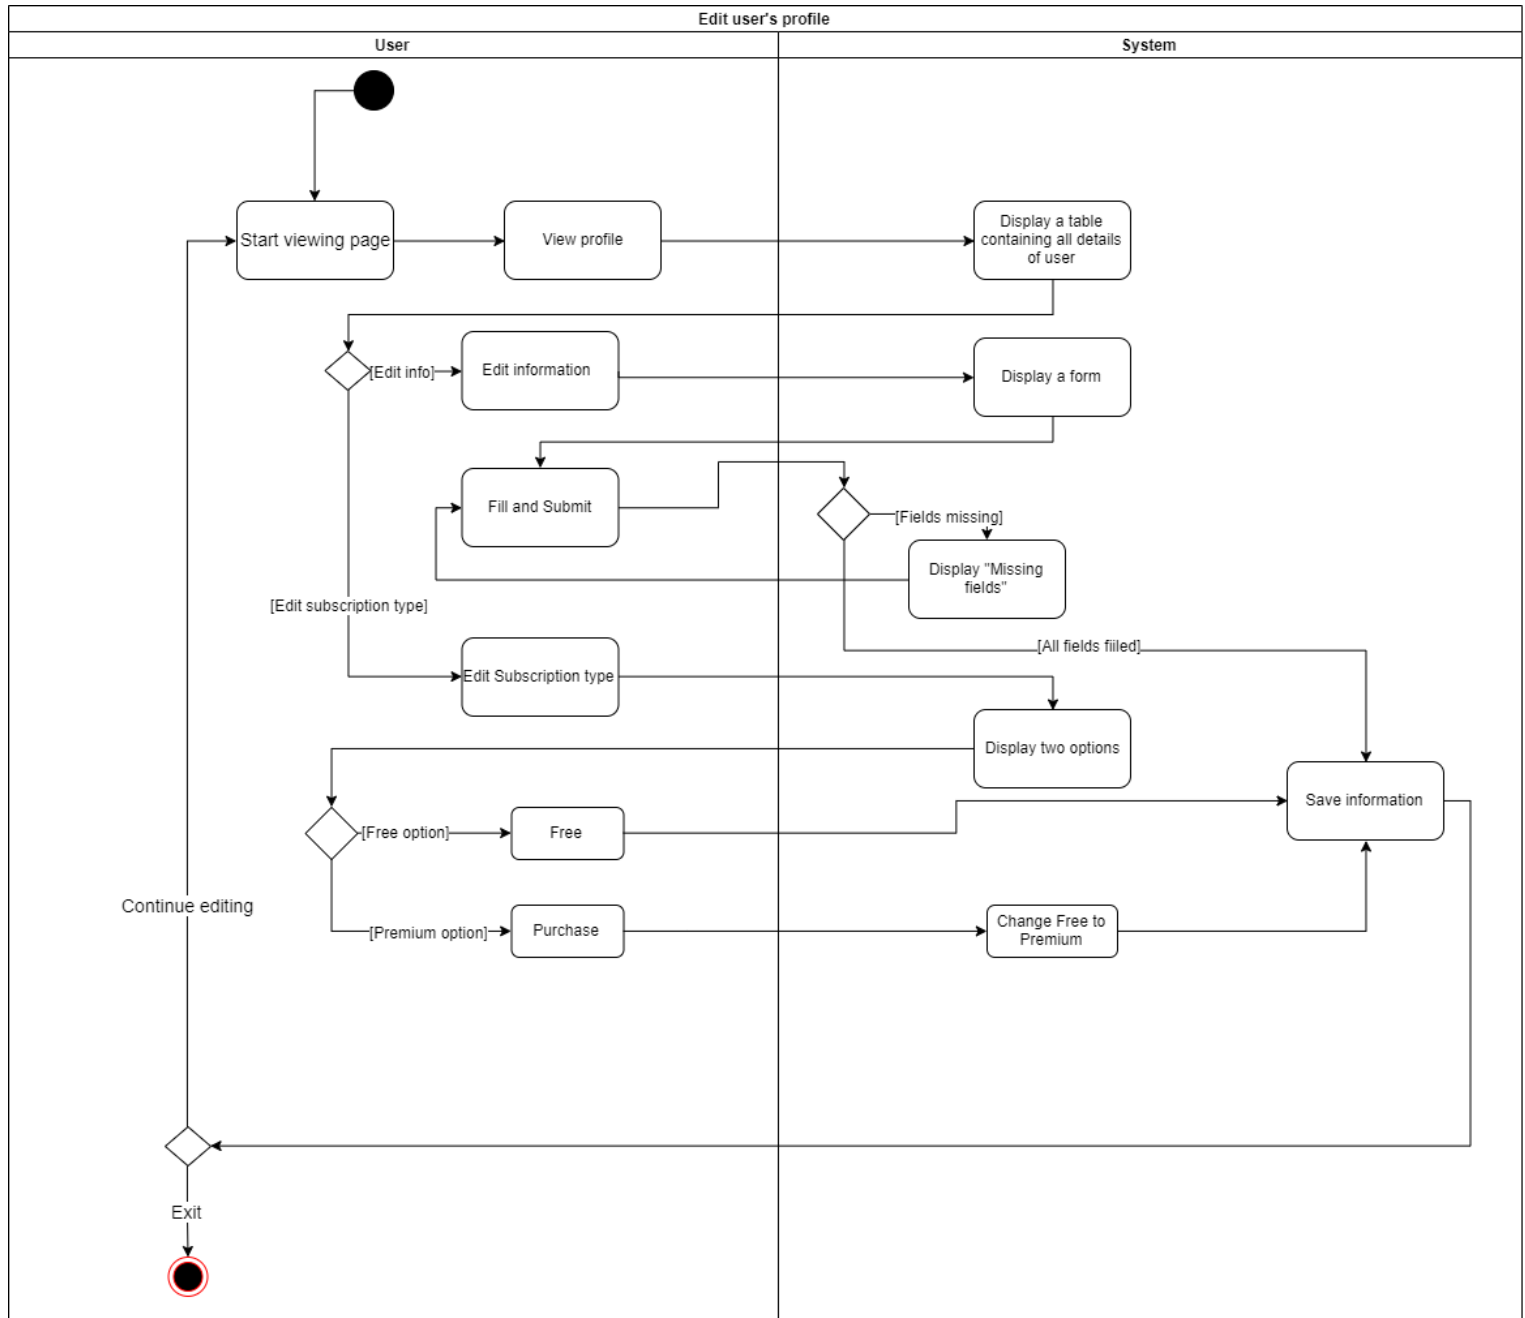 Edit user's profile
User
System
Start viewing page
View profile
Display a table
containing all details
of user
[Edit info]
Edit information
Display a form
Fill and Submit
[Fields missing]
Display "Missing
fields"
[Edit subscription type]
[All fields fiiled]
Edit Subscription type
Display two options
Save information
[Free option]
Free
Continue editing
[Premium option]
Purchase
Change Free to
Premium
Exit